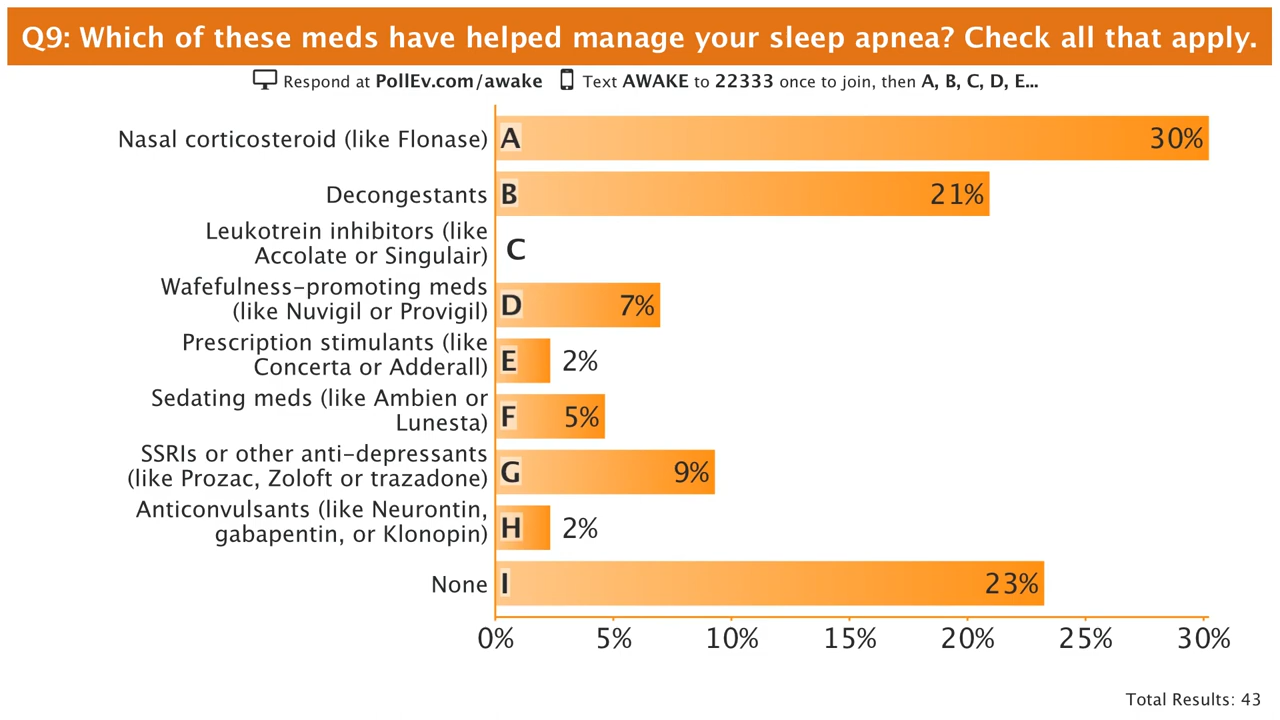 Q9: Which of these meds have helped manage your sleep apnea? Check all that apply.
Respond at PollEv.com/awake Text AWAKE to 22333 once to join, then A, B, C, D, E...
Nasal corticosteroid (like Flonase) A 30%
Decongestants B 21%
Leukotrein inhibitors (like
Accolate or Singulair) C
Wafefulness-promoting meds
(like Nuvigil or Provigil) D 7%
Prescription stimulants (like
Concerta or Adderall) E 2%
Sedating meds (like Ambien or
Lunesta) F 5%
SSRIs or other anti-depressants
(like Prozac, Zoloft or trazadone) G 9%
Anticonvulsants (like Neurontin,
gabapentin, or Klonopin) H 2%
None I 23%
0% 5% 10% 15% 20% 25% 30%
Total Results: 43